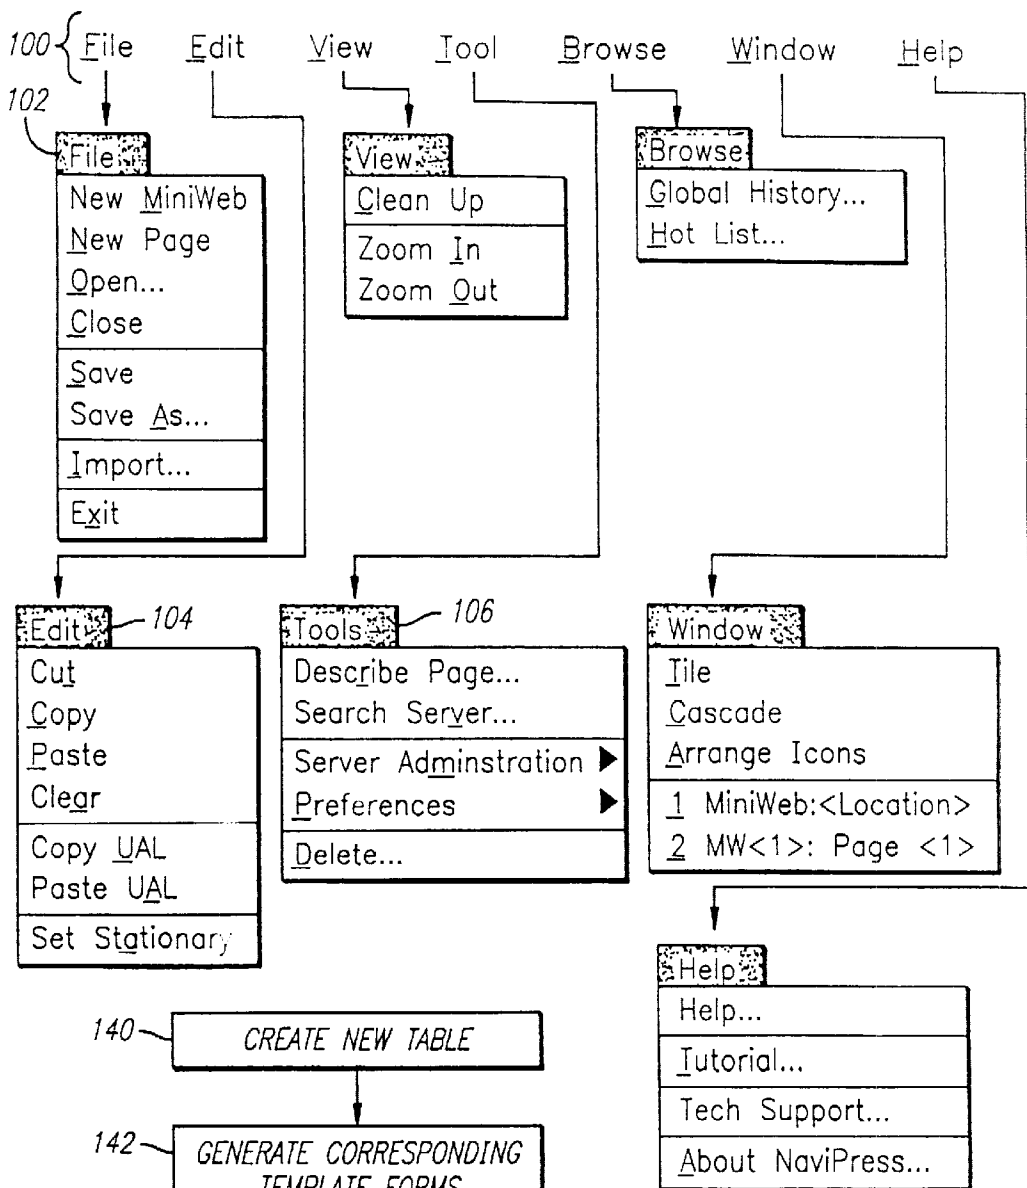 100 File Edit View Tool Browse Window Help
102
File
New MiniWeb
New Page
Open...
Close
Save
Save As...
Import...
Exit
View
Clean Up
Zoom In
Zoom Out
Browse
Global History...
Hot List...
Edit 104
Cut
Copy
Paste
Clear
Copy UAL
Paste UAL
Set Stationary
Tools 106
Describe Page...
Search Server...
Server Adminstration
Preferences
Delete...
Window
Tile
Cascade
Arrange Icons
1 MiniWeb:<Location>
2 MW<1>: Page <1>
Help
Help...
Tutorial...
Tech Support...
About NaviPress...
140 CREATE NEW TABLE
142 GENERATE CORRESPONDING
TEMPLATE FORMS